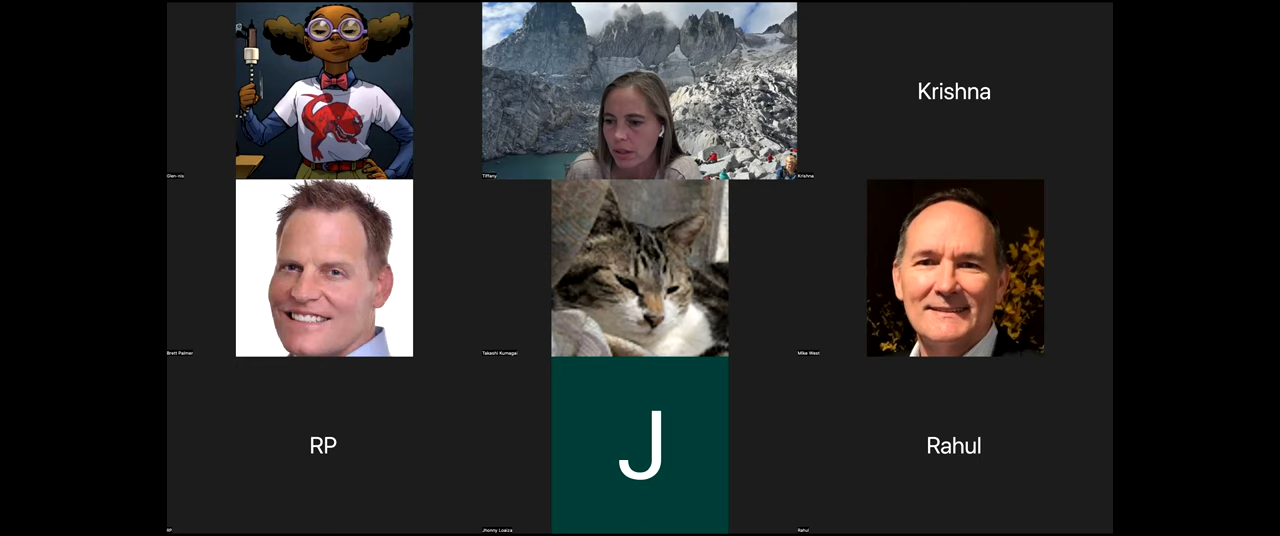 Krishna
Glen-nis
Tiffany
Krishna
Brett Palmer
Takashi Kumagai
Mike West
RP
J
Rahul
RP
Jhonny Loaiza
Rahul